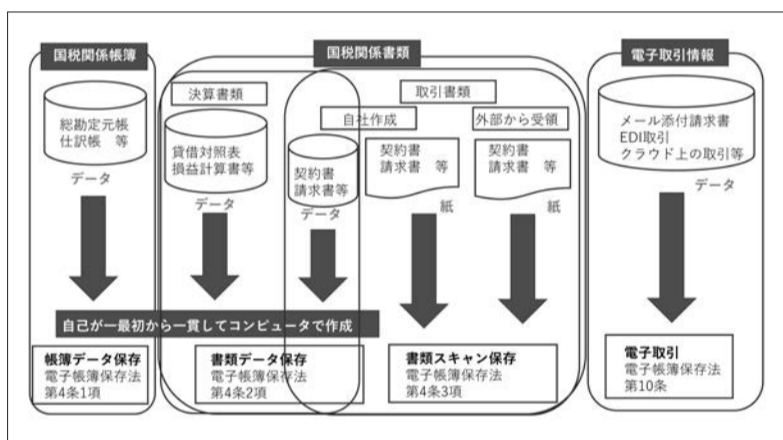 国税関係帳簿
国税関係書類
電子取引情報
決算書類
取引書類
自社作成
外部から受領
総勘定元帳
仕訳帳 等
データ
貸借対照表
損益計算書等
データ
契約書
請求書等
データ
契約書
請求書 等
紙
契約書
請求書 等
紙
メール添付請求書
EDI取引
クラウド上の取引等
データ
自己が一最初から一貫してコンピュータで作成
帳簿データ保存
電子帳簿保存法
第4条1項
書類データ保存
電子帳簿保存法
第4条2項
書類スキャン保存
電子帳簿保存法
第4条3項
電子取引
電子帳簿保存法
第10条